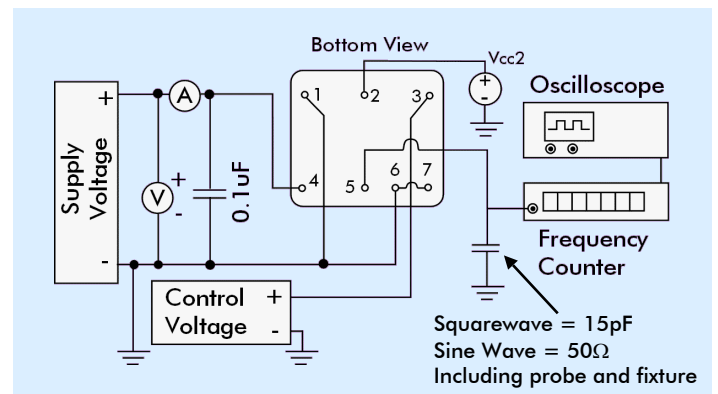 Bottom View
Vcc2
+
-
Oscilloscope
Supply
Voltage
+
-
A
V
+
-
0.1uF
1
2
3
4
5
6
7
Frequency
Counter
Control
Voltage
+
-
Squarewave = 15pF
Sine Wave = 50Ω
Including probe and fixture